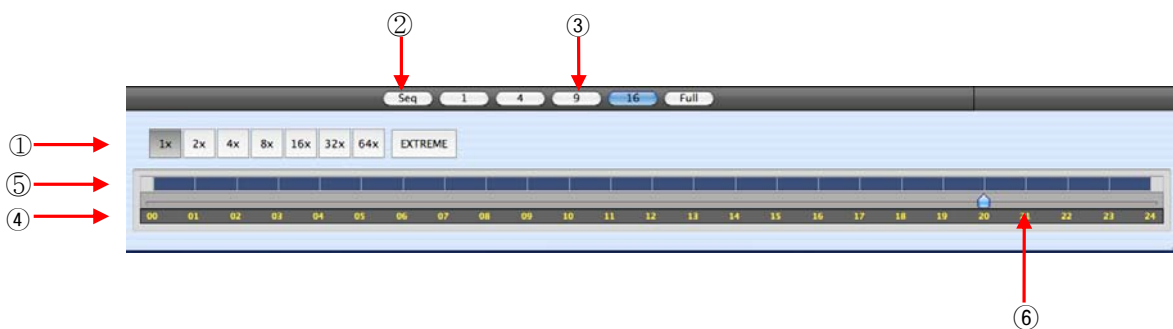 ② ③
Seq 1 4 9 16 Full
① 1x 2x 4x 8x 16x 32x 64x EXTREME
⑤
④ 00 01 02 03 04 05 06 07 08 09 10 11 12 13 14 15 16 17 18 19 20 21 22 23 24
⑥